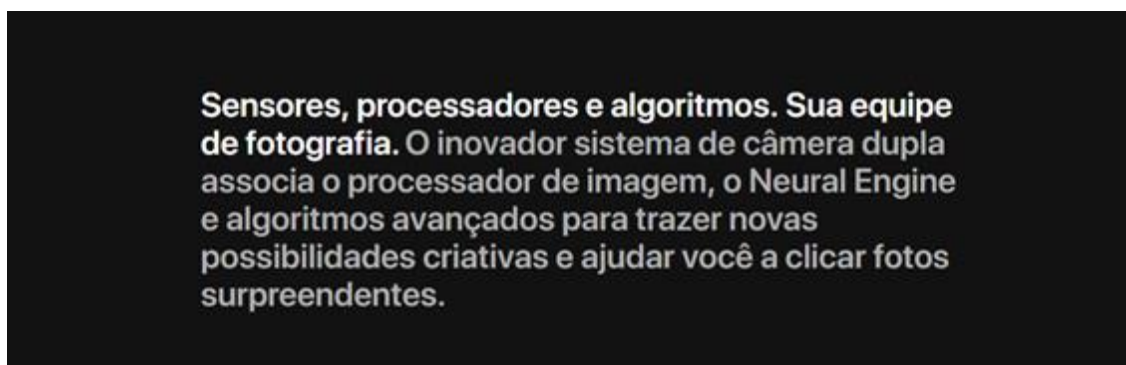 Sensores, processadores e algoritmos. Sua equipe
de fotografia. O inovador sistema de câmera dupla
associa o processador de imagem, o Neural Engine
e algoritmos avançados para trazer novas
possibilidades criativas e ajudar você a clicar fotos
surpreendentes.